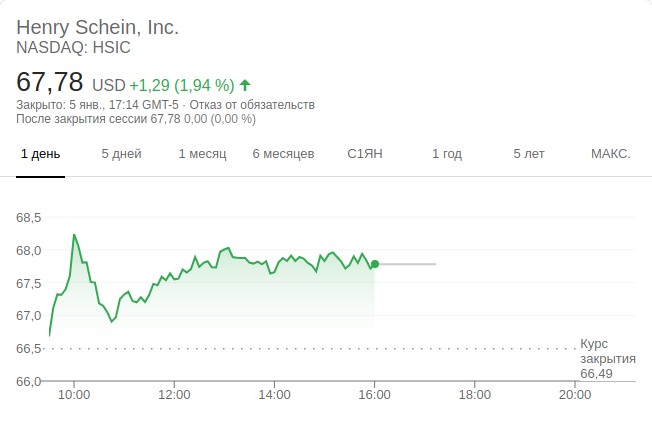 Henry Schein, Inc.
NASDAQ: HSIC
67,78 USD +1,29 (1,94 %)
Закрыто: 5 янв., 17:14 GMT-5 · Отказ от обязательств
После закрытия сессии 67,78 0,00 (0,00 %)
1 день 5 дней 1 месяц 6 месяцев С1ЯН 1 год 5 лет МАКС.
68,5
68,0
67,5
67,0
66,5
66,0
Курс
закрытия
66,49
10:00 12:00 14:00 16:00 18:00 20:00